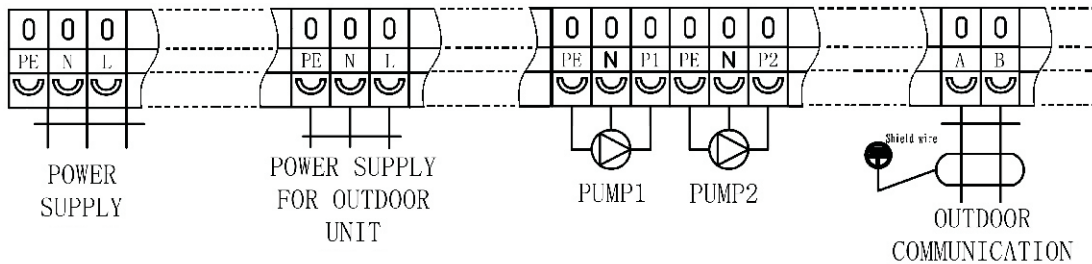 0 0 0 0 0 0 0 0 0 0 0 0 0 0
PE N L PE N L PE N P1 PE N P2 A B
Shield wire
POWER
SUPPLY
POWER SUPPLY
FOR OUTDOOR
UNIT
PUMP1 PUMP2
OUTDOOR
COMMUNICATION